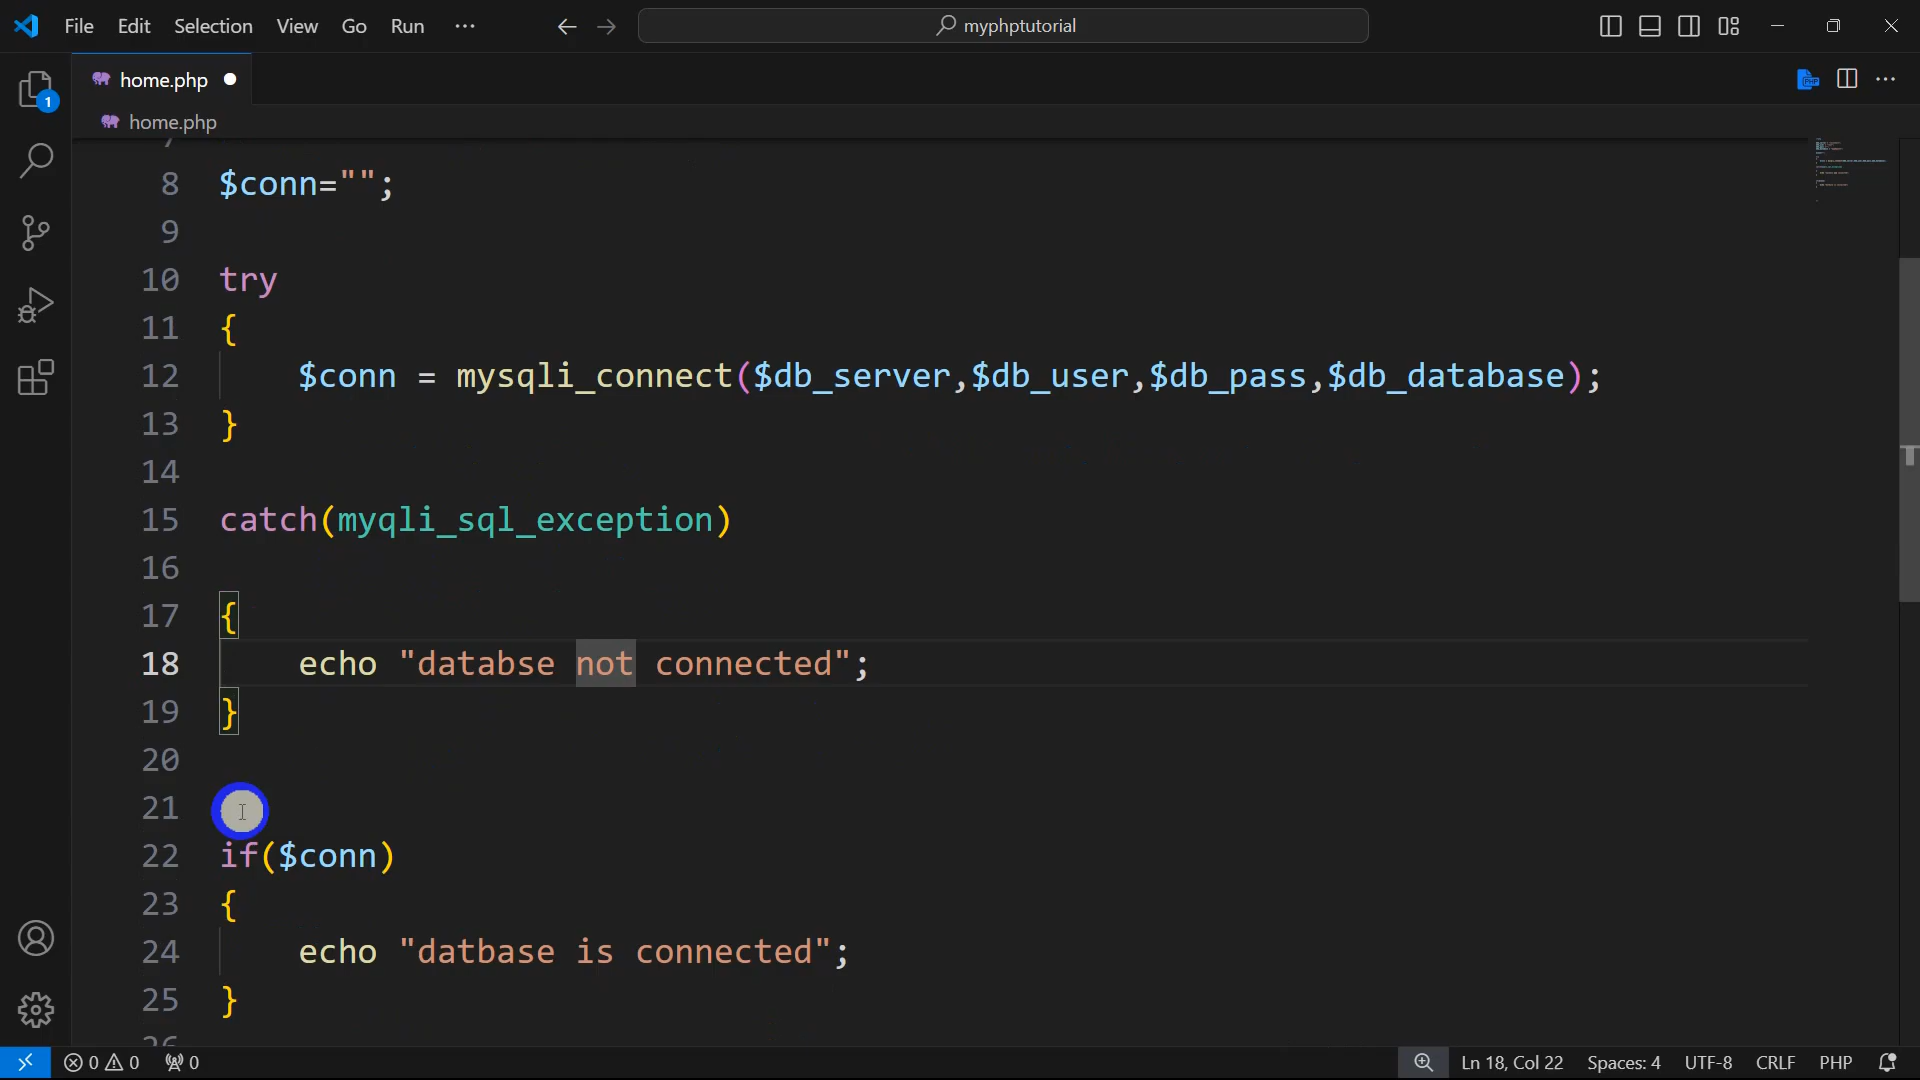 File Edit Selection View Go Run ··· myphptutorial
1
home.php
home.php
8 $conn="";
9
10 try
11 {
12 $conn = mysqli_connect($db_server,$db_user,$db_pass,$db_database);
13 }
14
15 catch(myqli_sql_exception)
16
17 {
18 echo "databse not connected";
19 }
20
21
22 if($conn)
23 {
24 echo "datbase is connected";
25 }
0 0 0 Ln 18, Col 22 Spaces: 4 UTF-8 CRLF PHP